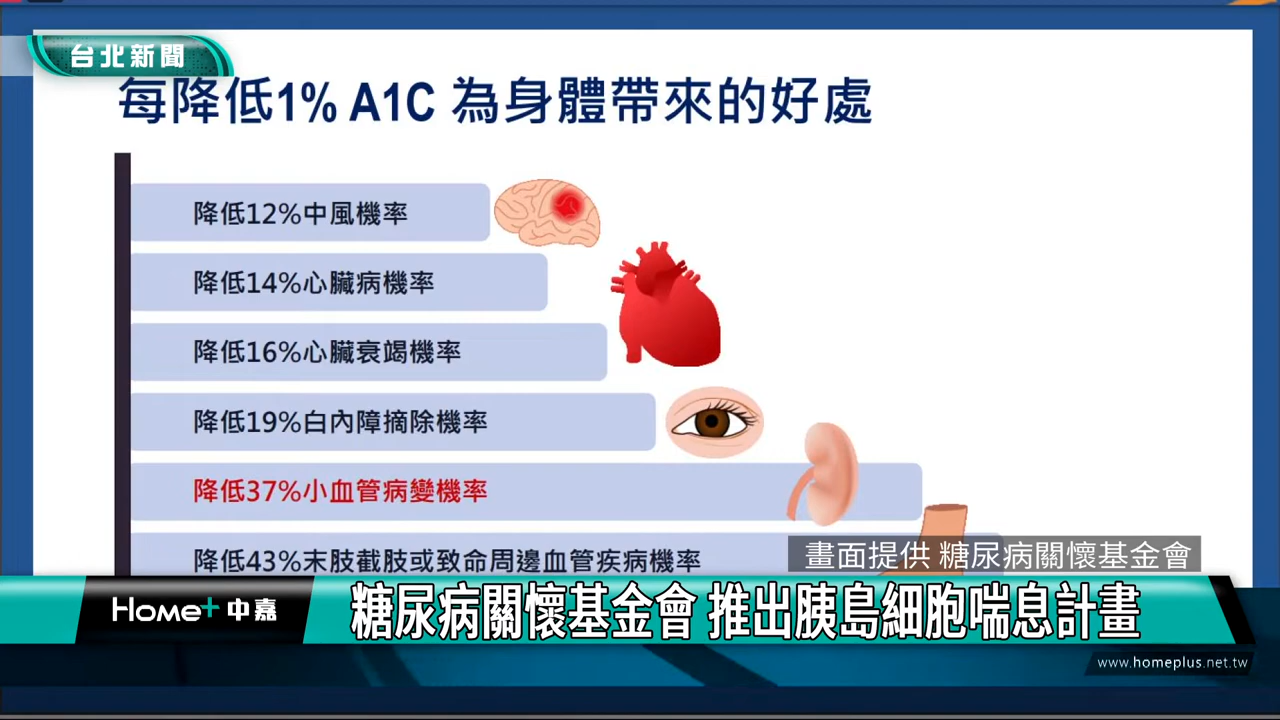 台北新聞
每降低1% A1C 為身體帶來的好處
降低12%中風機率
降低14%心臟病機率
降低16%心臟衰竭機率
降低19%白內障摘除機率
降低37%小血管病變機率
降低43%末肢截肢或致命周邊血管疾病機率
畫面提供 糖尿病關懷基金會
Home+ 中嘉
糖尿病關懷基金會 推出胰島細胞喘息計畫
www.homeplus.net.tw